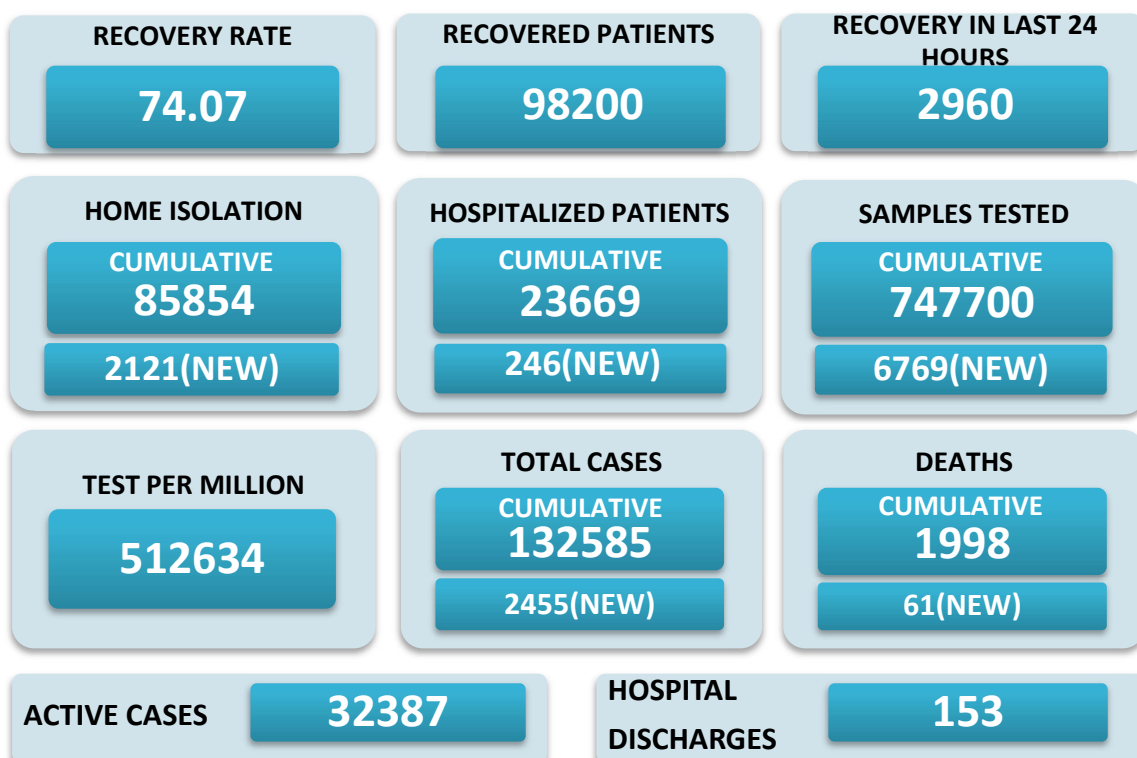 RECOVERY RATE
74.07
RECOVERED PATIENTS
98200
RECOVERY IN LAST 24
HOURS
2960
HOME ISOLATION
CUMULATIVE
85854
2121(NEW)
HOSPITALIZED PATIENTS
CUMULATIVE
23669
246(NEW)
SAMPLES TESTED
CUMULATIVE
747700
6769(NEW)
TEST PER MILLION
512634
TOTAL CASES
CUMULATIVE
132585
2455(NEW)
DEATHS
CUMULATIVE
1998
61(NEW)
ACTIVE CASES
32387
HOSPITAL
DISCHARGES
153